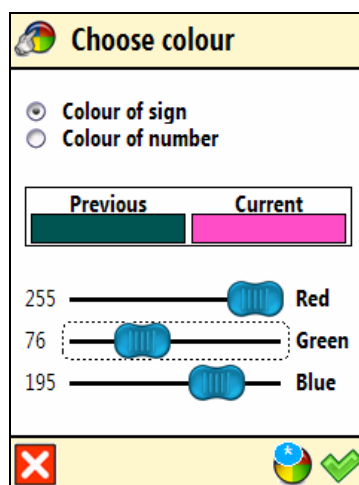 Choose colour
Colour of sign
Colour of number
Previous Current
255 Red
76 Green
195 Blue